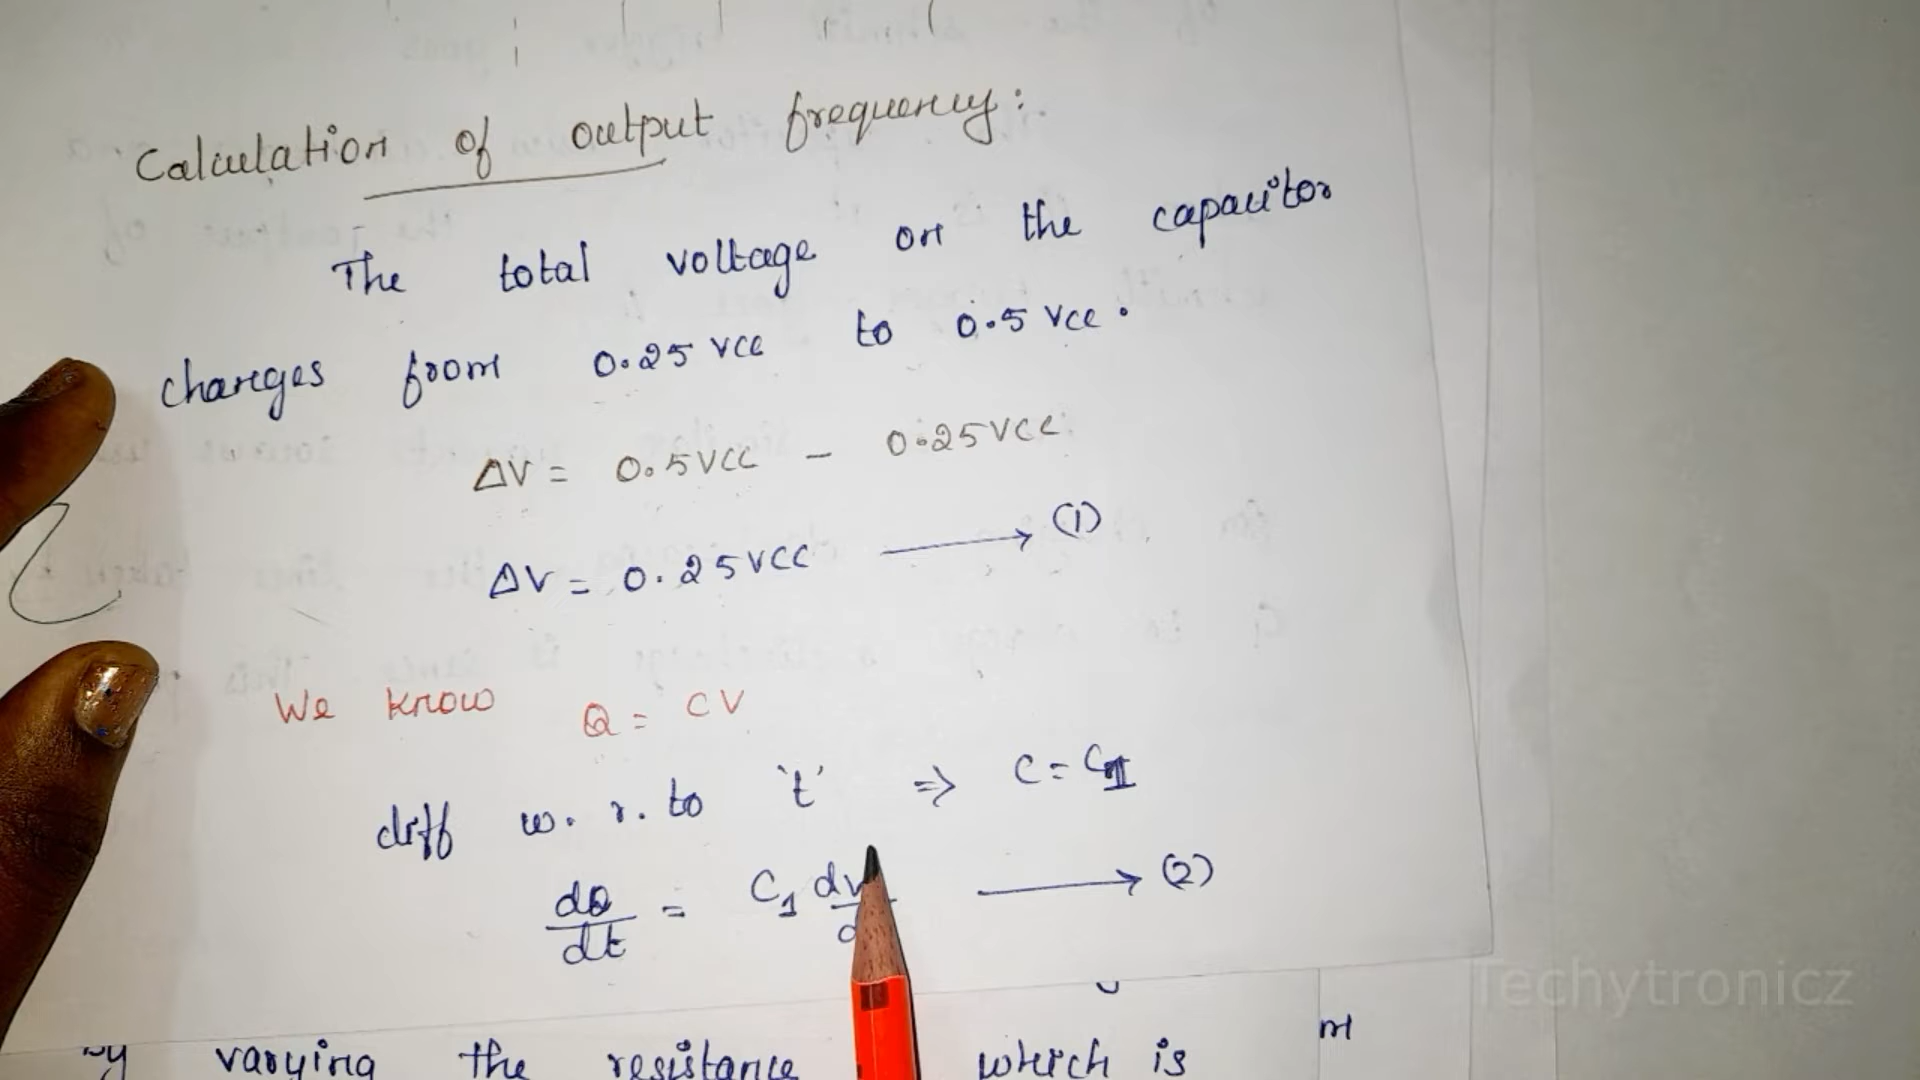 Calculation of output frequency:
The total voltage on the capacitor
changes from 0.25 VCC to 0.5 VCC.
ΔV = 0.5VCC - 0.25VCC
ΔV = 0.25VCC → (1)
We know Q = CV
diff w.r.to 't' ⇒ C = C1
dQ/dt = C1 dv/d → (2)
Techytronicz
by varying the resistance which is